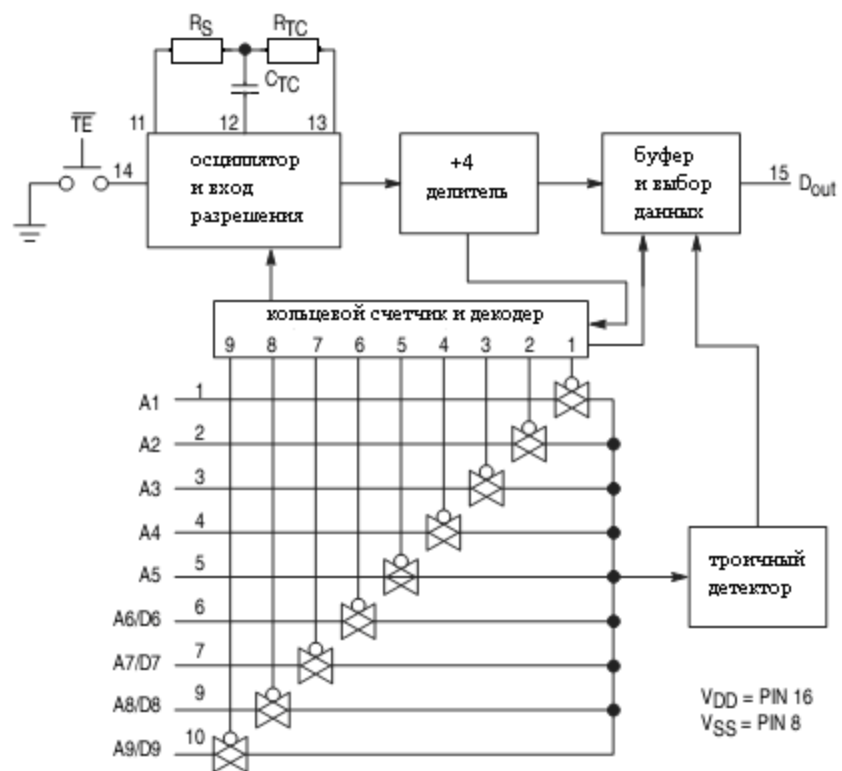 RS RTC
CTC
TE
11 12 13
14
осциллятор
и вход
разрешения
+4
делитель
буфер
и выбор
данных
15 Dout
кольцевой счетчик и декодер
9 8 7 6 5 4 3 2 1
A1 1
A2 2
A3 3
A4 4
A5 5
A6/D6 6
A7/D7 7
A8/D8 9
A9/D9 10
троичный
детектор
VDD = PIN 16
VSS = PIN 8